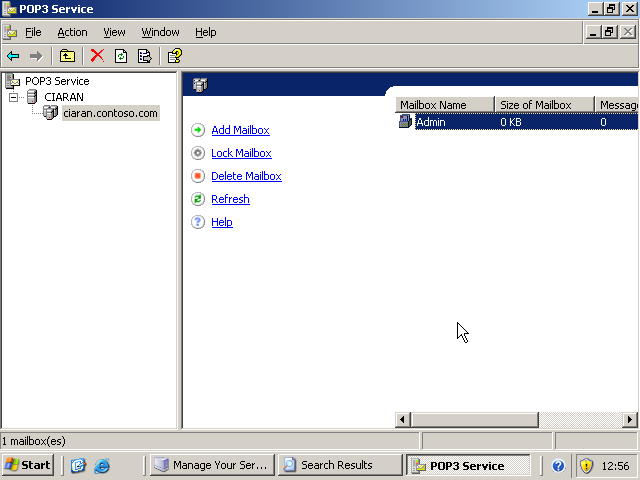 POP3 Service
File Action View Window Help
POP3 Service
CIARAN
ciaran.contoso.com
Add Mailbox
Lock Mailbox
Delete Mailbox
Refresh
Help
Mailbox Name Size of Mailbox Message
Admin 0 KB 0
1 mailbox(es)
Start Manage Your Ser... Search Results POP3 Service 12:56